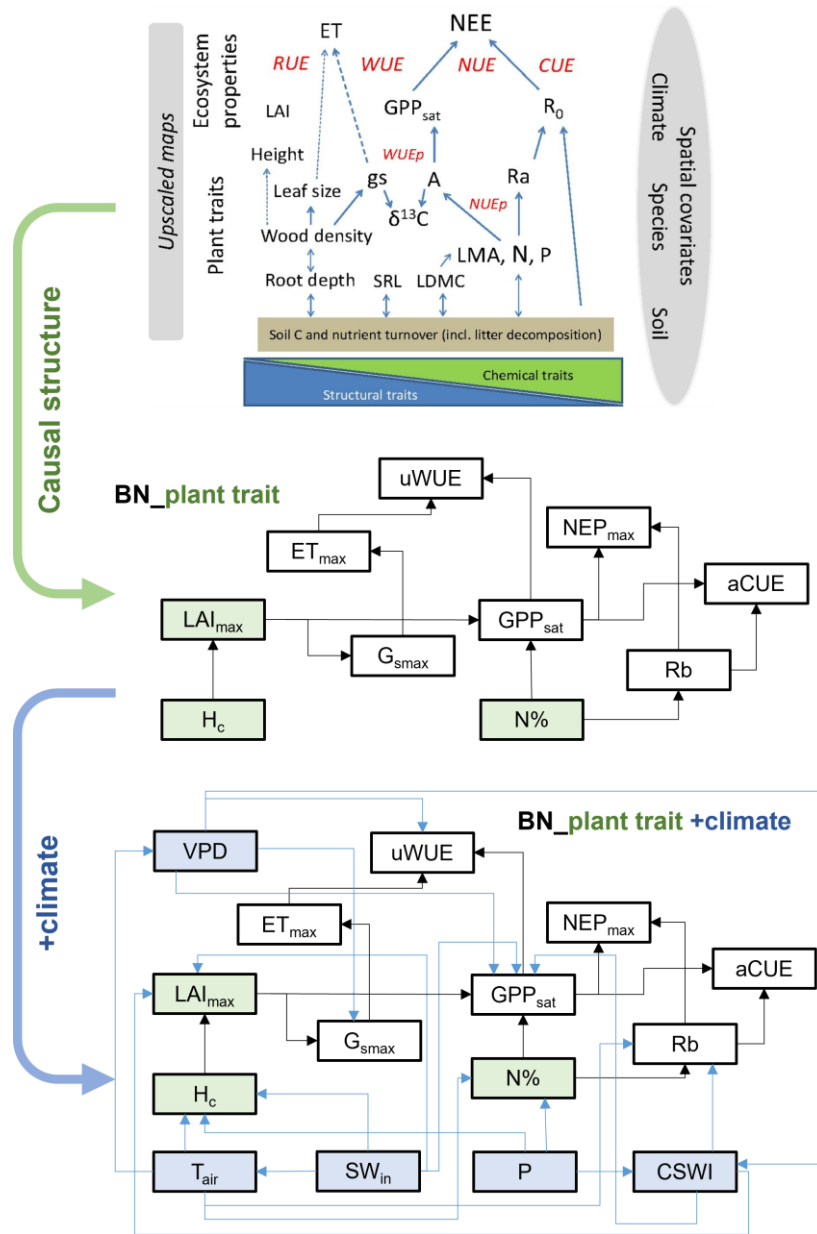 ET
NEE
RUE
WUE
NUE
CUE
Upscaled maps
Ecosystem
properties
Plant traits
LAI
GPPsat
R0
Height
WUEp
Leaf size
gs
A
Ra
NUEp
δ13C
Wood density
LMA, N, P
Root depth
SRL
LDMC
Soil C and nutrient turnover (incl. litter decomposition)
Chemical traits
Structural traits
Climate
Species
Soil
Spatial covariates
Causal structure
BN_plant trait
uWUE
ETmax
NEPmax
aCUE
LAImax
GPPsat
Gsmax
Rb
Hc
N%
+climate
BN_plant trait +climate
VPD
uWUE
ETmax
NEPmax
aCUE
LAImax
GPPsat
Gsmax
Rb
Hc
N%
Tair
SWin
P
CSWI